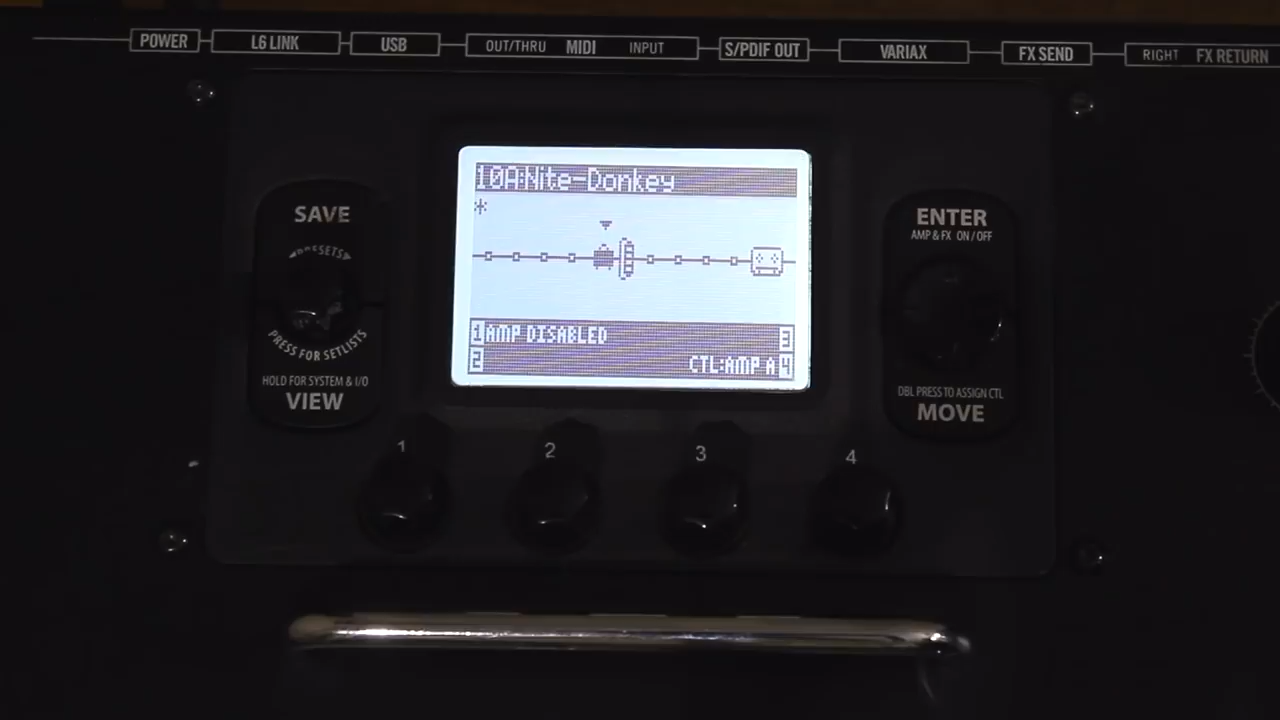 POWER L6 LINK USB OUT/THRU MIDI INPUT S/PDIF OUT VARIAX FX SEND RIGHT FX RETURN
10A:Nite-Donkey
*
SAVE
◀PRESETS▶
PRESS FOR SETLISTS
HOLD FOR SYSTEM & I/O
VIEW
1 AMP DISABLED 3
2 CTL:AMP A 4
ENTER
AMP & FX ON/OFF
DBL PRESS TO ASSIGN CTL
MOVE
1 2 3 4